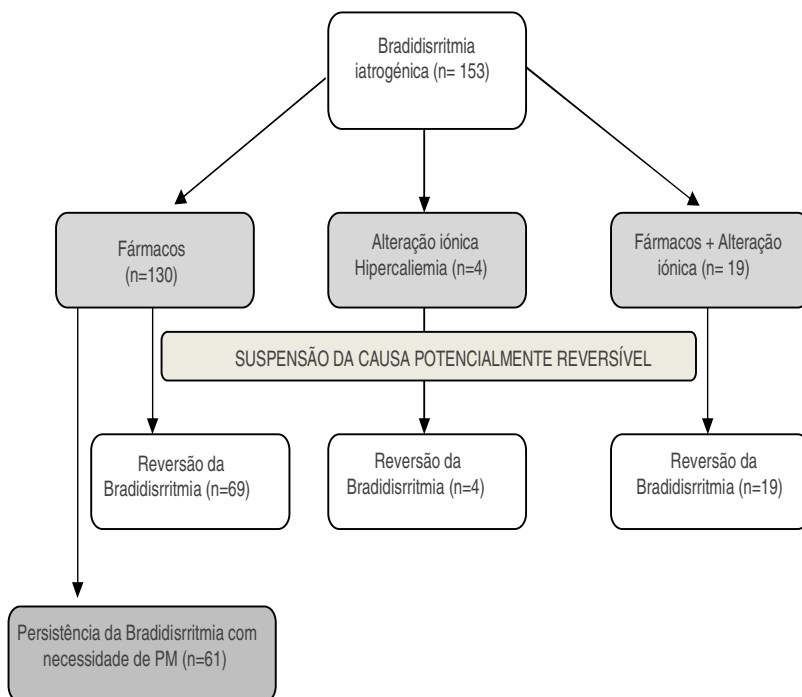 Bradidisrritmia
iatrogénica (n= 153)
Fármacos
(n=130)
Alteração iónica
Hipercaliemia (n=4)
Fármacos + Alteração
iónica (n= 19)
SUSPENSÃO DA CAUSA POTENCIALMENTE REVERSÍVEL
Reversão da
Bradidisrritmia (n=69)
Reversão da
Bradidisrritmia (n=4)
Reversão da
Bradidisrritmia (n=19)
Persistência da Bradidisrritmia com
necessidade de PM (n=61)